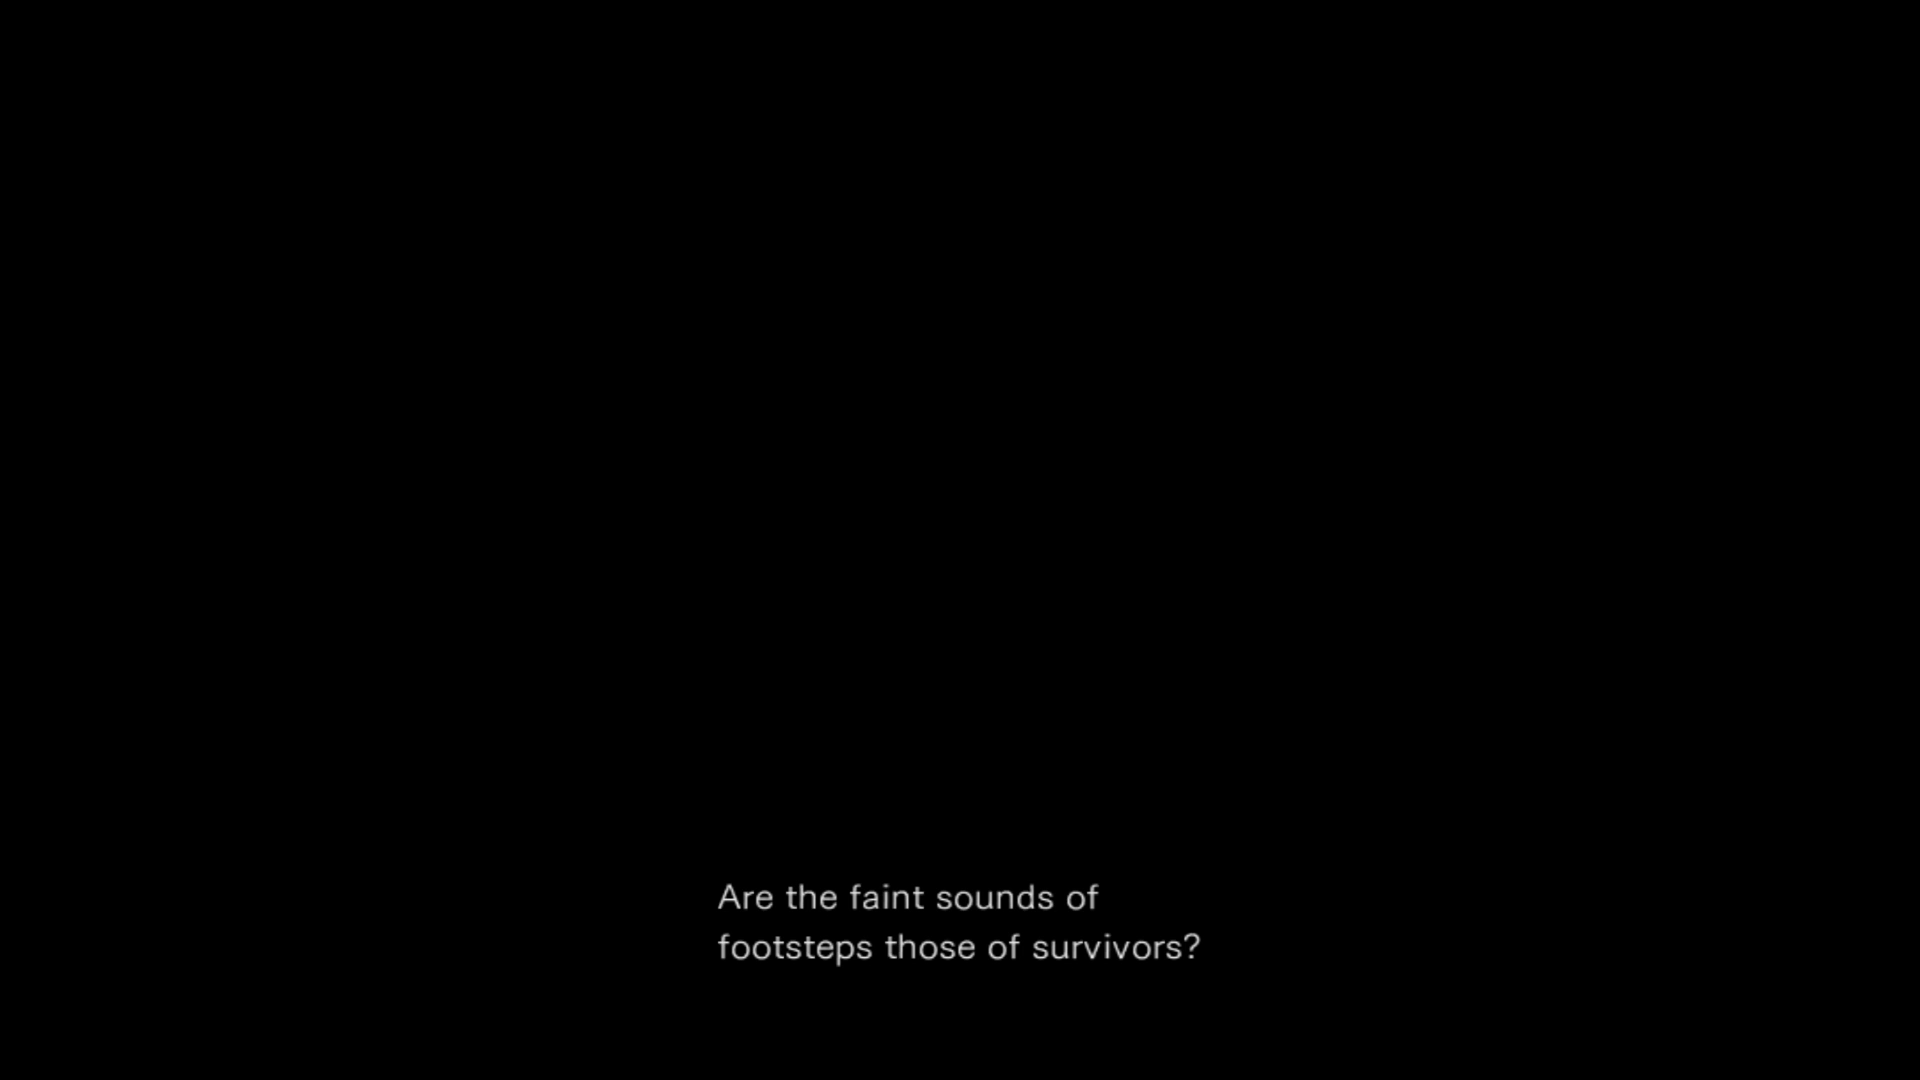 Are the faint sounds of
footsteps those of survivors?